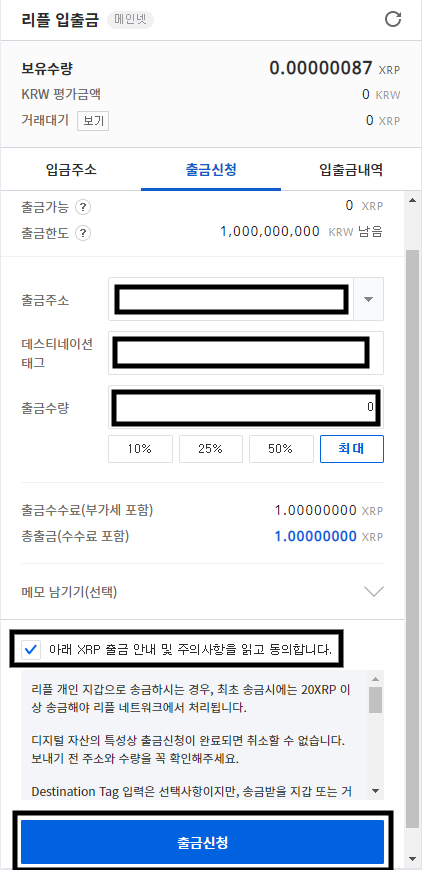 리플 입출금 메인넷
보유수량 0.00000087 XRP
KRW 평가금액 0 KRW
거래대기 보기 0 XRP
입금주소 출금신청 입출금내역
출금가능 ? 0 XRP
출금한도 ? 1,000,000,000 KRW 남음
출금주소
데스티네이션
태그
출금수량 0
10% 25% 50% 최대
출금수수료(부가세 포함) 1.00000000 XRP
총출금(수수료 포함) 1.00000000 XRP
메모 남기기(선택)
아래 XRP 출금 안내 및 주의사항을 읽고 동의합니다.
리플 개인 지갑으로 송금하시는 경우, 최초 송금시에는 20XRP 이
상 송금해야 리플 네트워크에서 처리됩니다.
디지털 자산의 특성상 출금신청이 완료되면 취소할 수 없습니다.
보내기 전 주소와 수량을 꼭 확인해주세요.
Destination Tag 입력은 선택사항이지만, 송금받을 지갑 또는 거
출금신청